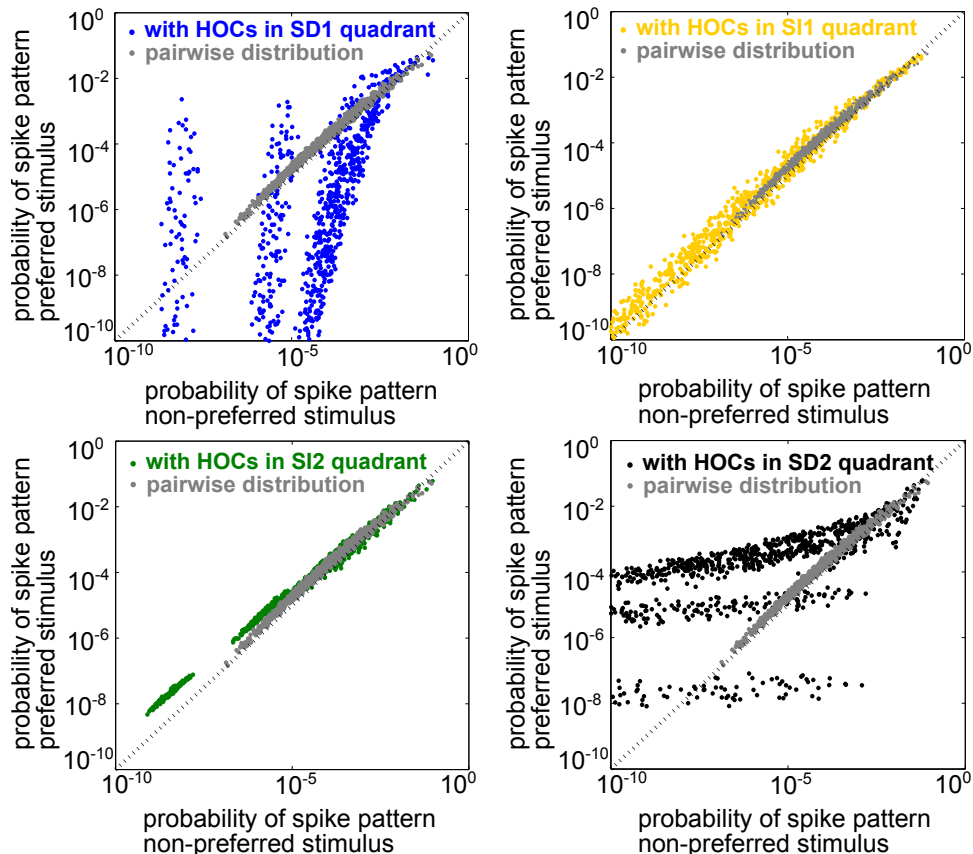 with HOCs in SD1 quadrant
pairwise distribution
probability of spike pattern
preferred stimulus
10^0
10^-2
10^-4
10^-6
10^-8
10^-10
10^-10
10^-5
10^0
probability of spike pattern
non-preferred stimulus
with HOCs in SI1 quadrant
pairwise distribution
probability of spike pattern
preferred stimulus
10^0
10^-2
10^-4
10^-6
10^-8
10^-10
10^-10
10^-5
10^0
probability of spike pattern
non-preferred stimulus
with HOCs in SI2 quadrant
pairwise distribution
probability of spike pattern
preferred stimulus
10^0
10^-2
10^-4
10^-6
10^-8
10^-10
10^-10
10^-5
10^0
probability of spike pattern
non-preferred stimulus
with HOCs in SD2 quadrant
pairwise distribution
probability of spike pattern
preferred stimulus
10^0
10^-2
10^-4
10^-6
10^-8
10^-10
10^-10
10^-5
10^0
probability of spike pattern
non-preferred stimulus